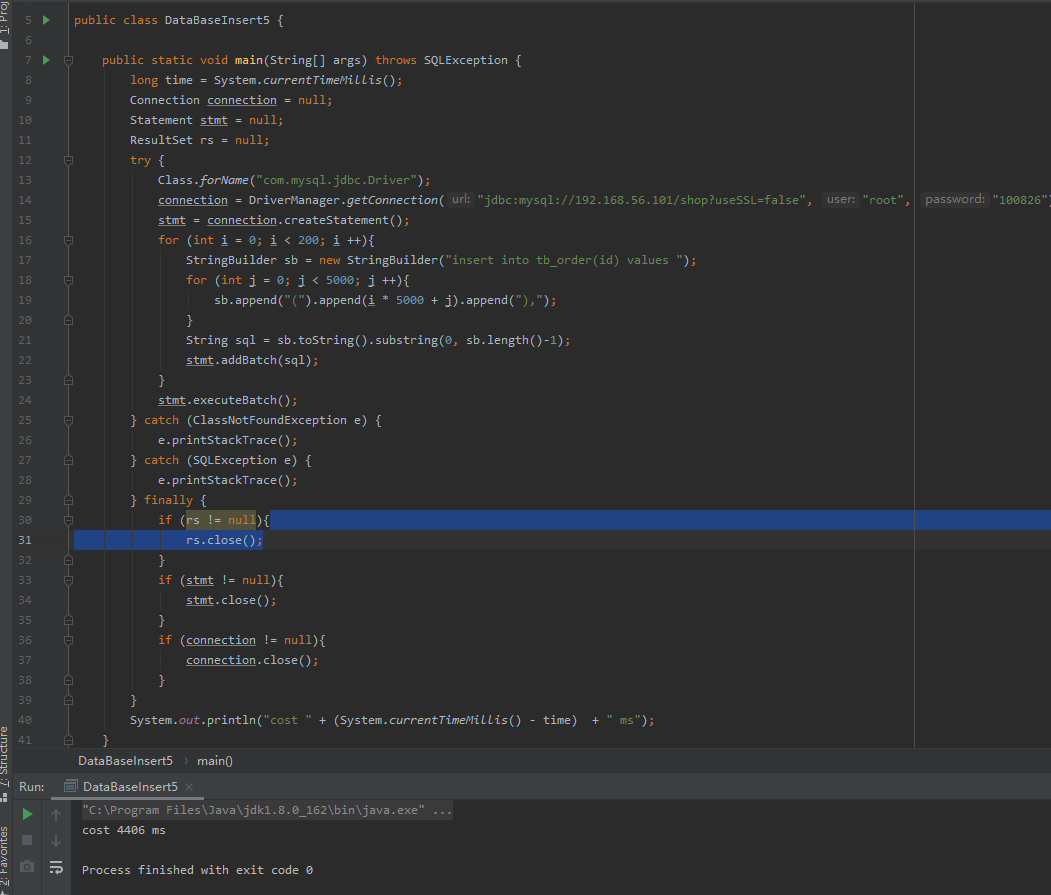 1: Proj
5 public class DataBaseInsert5 {
6
7 public static void main(String[] args) throws SQLException {
8 long time = System.currentTimeMillis();
9 Connection connection = null;
10 Statement stmt = null;
11 ResultSet rs = null;
12 try {
13 Class.forName("com.mysql.jdbc.Driver");
14 connection = DriverManager.getConnection( url: "jdbc:mysql://192.168.56.101/shop?useSSL=false", user: "root", password: "100826")
15 stmt = connection.createStatement();
16 for (int i = 0; i < 200; i ++){
17 StringBuilder sb = new StringBuilder("insert into tb_order(id) values ");
18 for (int j = 0; j < 5000; j ++){
19 sb.append("(").append(i * 5000 + j).append("),");
20 }
21 String sql = sb.toString().substring(0, sb.length()-1);
22 stmt.addBatch(sql);
23 }
24 stmt.executeBatch();
25 } catch (ClassNotFoundException e) {
26 e.printStackTrace();
27 } catch (SQLException e) {
28 e.printStackTrace();
29 } finally {
30 if (rs != null){
31 rs.close();
32 }
33 if (stmt != null){
34 stmt.close();
35 }
36 if (connection != null){
37 connection.close();
38 }
39 }
40 System.out.println("cost " + (System.currentTimeMillis() - time)  + " ms");
41 }
7: Structure
DataBaseInsert5 › main()
Run: DataBaseInsert5 ×
2: Favorites
"C:\Program Files\Java\jdk1.8.0_162\bin\java.exe" ...
cost 4406 ms
Process finished with exit code 0